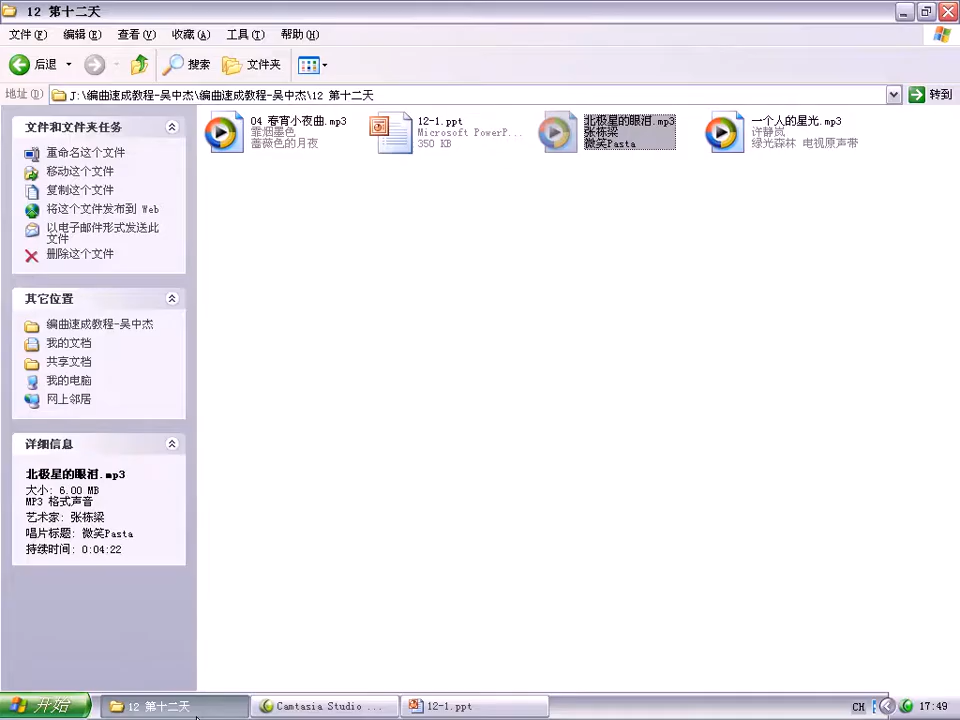 12 第十二天
文件(F) 编辑(E) 查看(V) 收藏(A) 工具(T) 帮助(H)
后退 搜索 文件夹
地址(D) J:\编曲速成教程-吴中杰\编曲速成教程-吴中杰\12 第十二天 转到
文件和文件夹任务
重命名这个文件
移动这个文件
复制这个文件
将这个文件发布到 Web
以电子邮件形式发送此
文件
删除这个文件
其它位置
编曲速成教程-吴中杰
我的文档
共享文档
我的电脑
网上邻居
详细信息
北极星的眼泪.mp3
大小: 6.00 MB
MP3 格式声音
艺术家: 张栋梁
唱片标题: 微笑Pasta
持续时间: 0:04:22
04 春宵小夜曲.mp3
霏烟墨色
蔷薇色的月夜
12-1.ppt
Microsoft PowerP...
350 KB
北极星的眼泪.mp3
张栋梁
微笑Pasta
一个人的星光.mp3
许静岚
绿光森林 电视原声带
开始 12 第十二天 Camtasia Studio ... 12-1.ppt CH 17:49